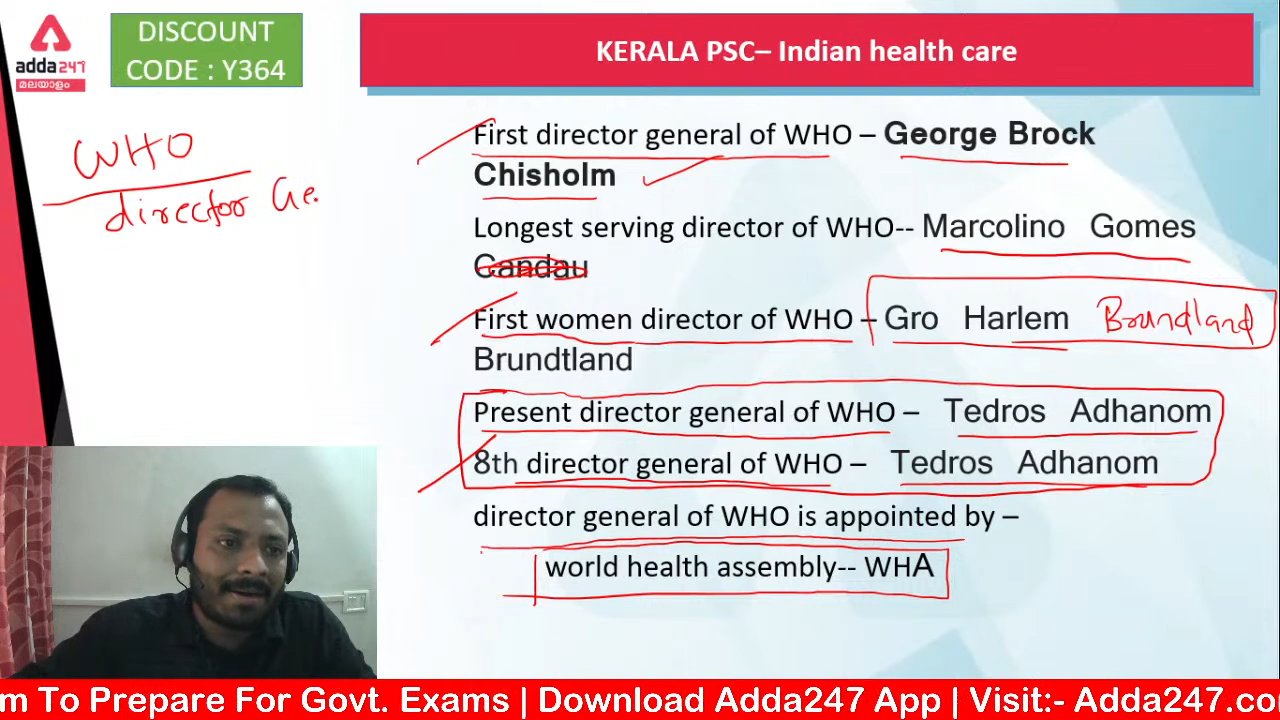 adda247
മലയാളം
DISCOUNT
CODE : Y364
KERALA PSC– Indian health care
WHO
director Ge.
First director general of WHO – George Brock
Chisholm
Longest serving director of WHO-- Marcolino Gomes
Candau
First women director of WHO – Gro Harlem Brundland
Brundtland
Present director general of WHO – Tedros Adhanom
8th director general of WHO – Tedros Adhanom
director general of WHO is appointed by –
world health assembly-- WHA
m To Prepare For Govt. Exams | Download Adda247 App | Visit:- Adda247.co